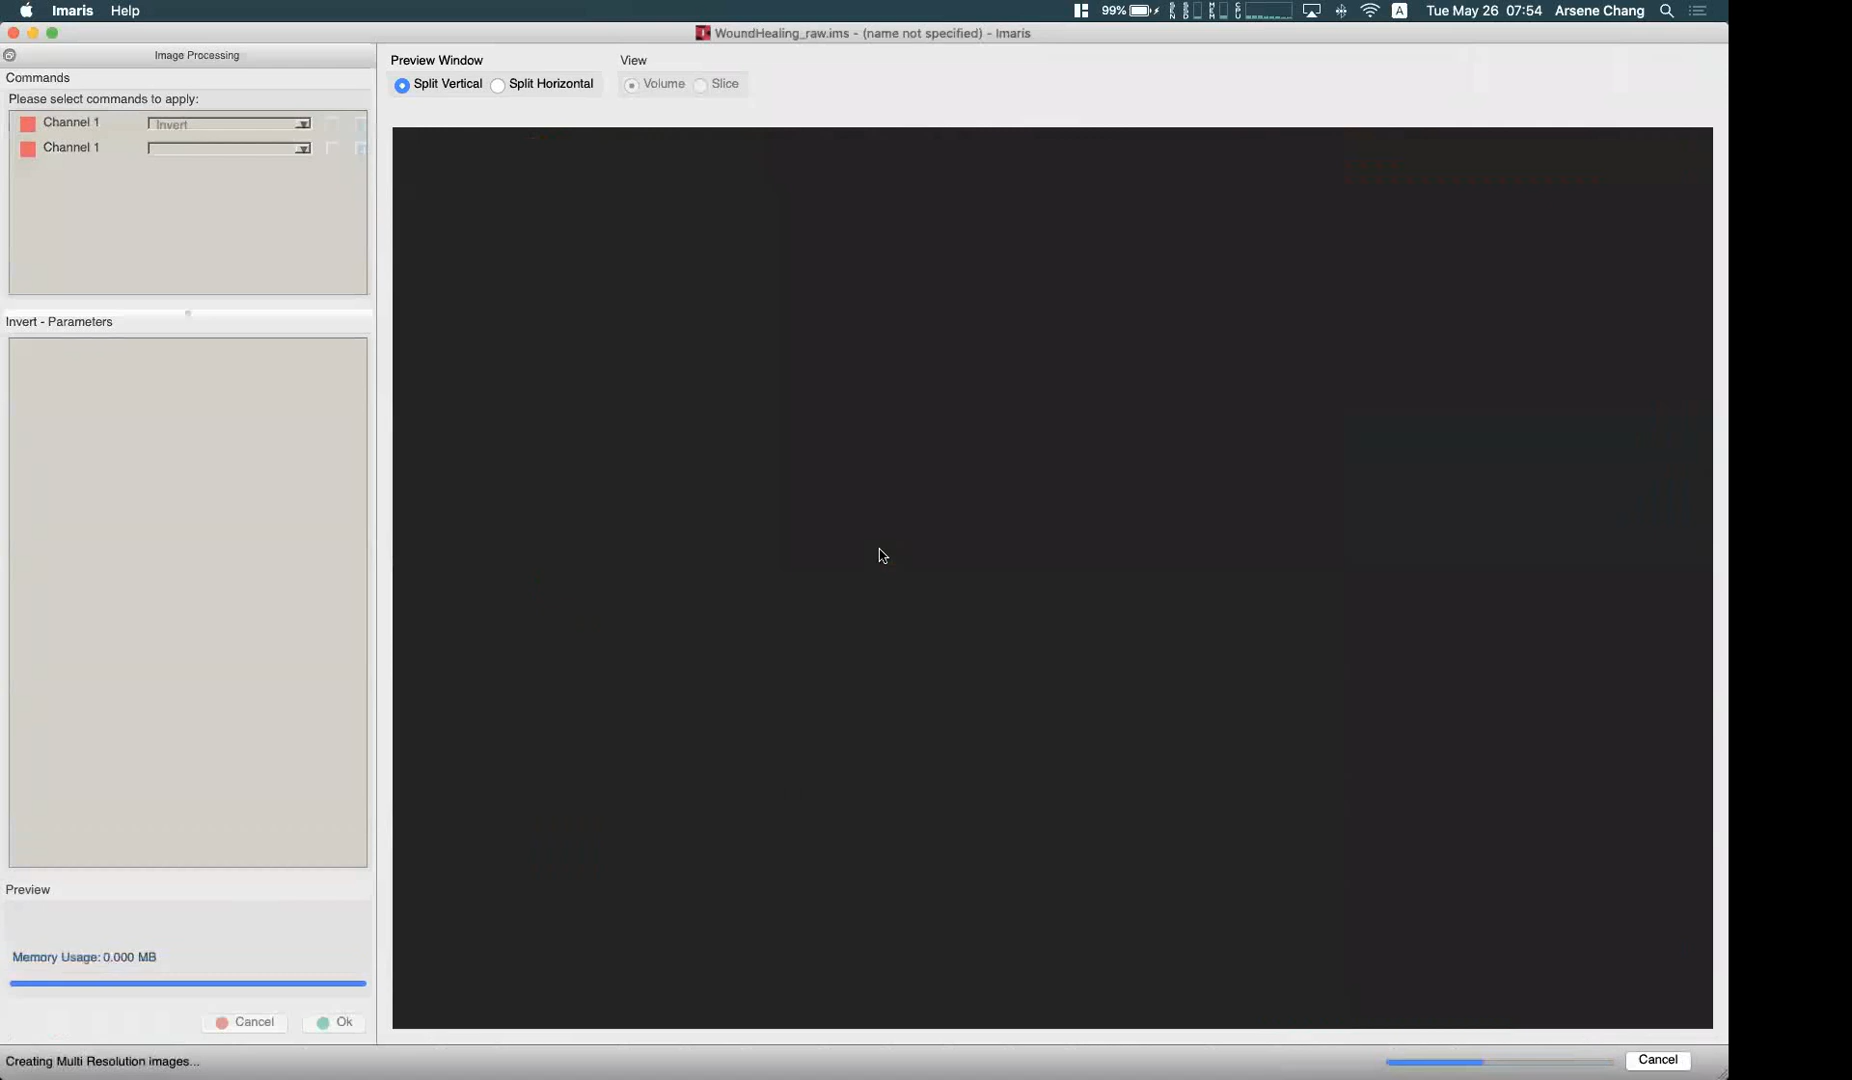 Imaris Help 99% A Tue May 26 07:54 Arsene Chang
WoundHealing_raw.ims - (name not specified) - Imaris
Image Processing
Commands
Please select commands to apply:
Channel 1 Invert
Channel 1
Invert - Parameters
Preview
Memory Usage: 0.000 MB
Cancel Ok
Preview Window View
Split Vertical Split Horizontal Volume Slice
Creating Multi Resolution images... Cancel